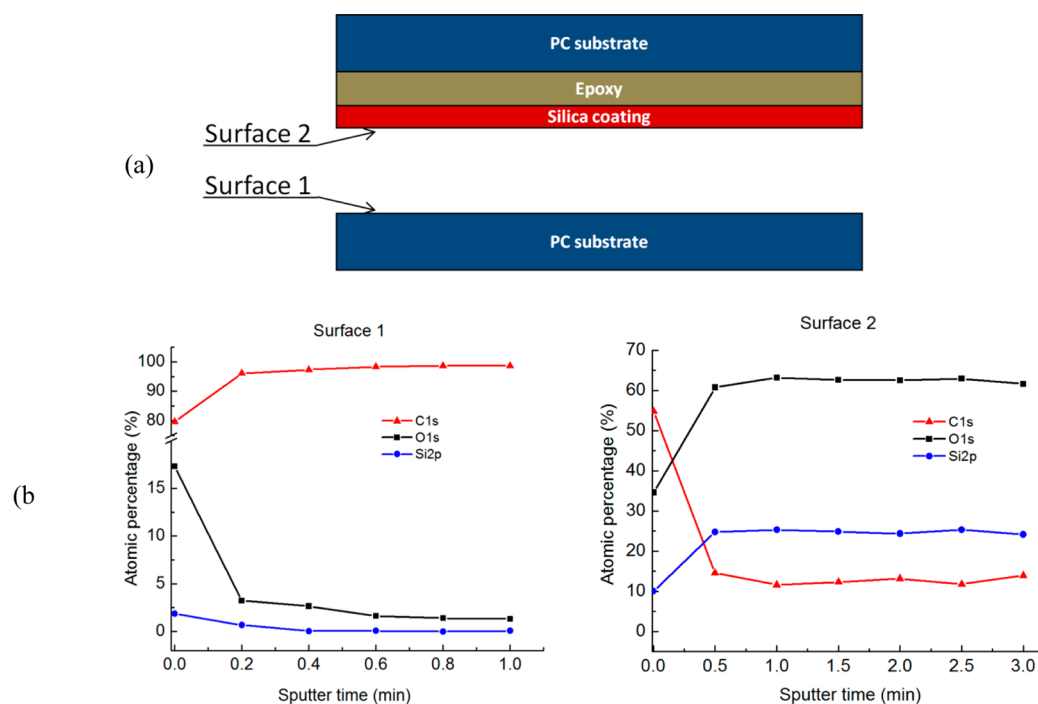 PC substrate
Epoxy
Silica coating
Surface 2
(a)
Surface 1
PC substrate
(b
Surface 1
100
90
80
15
10
5
0
Atomic percentage (%)
C1s
O1s
Si2p
0.0 0.2 0.4 0.6 0.8 1.0
Sputter time (min)
Surface 2
70
60
50
40
30
20
10
0
Atomic percentage (%)
C1s
O1s
Si2p
0.0 0.5 1.0 1.5 2.0 2.5 3.0
Sputter time (min)